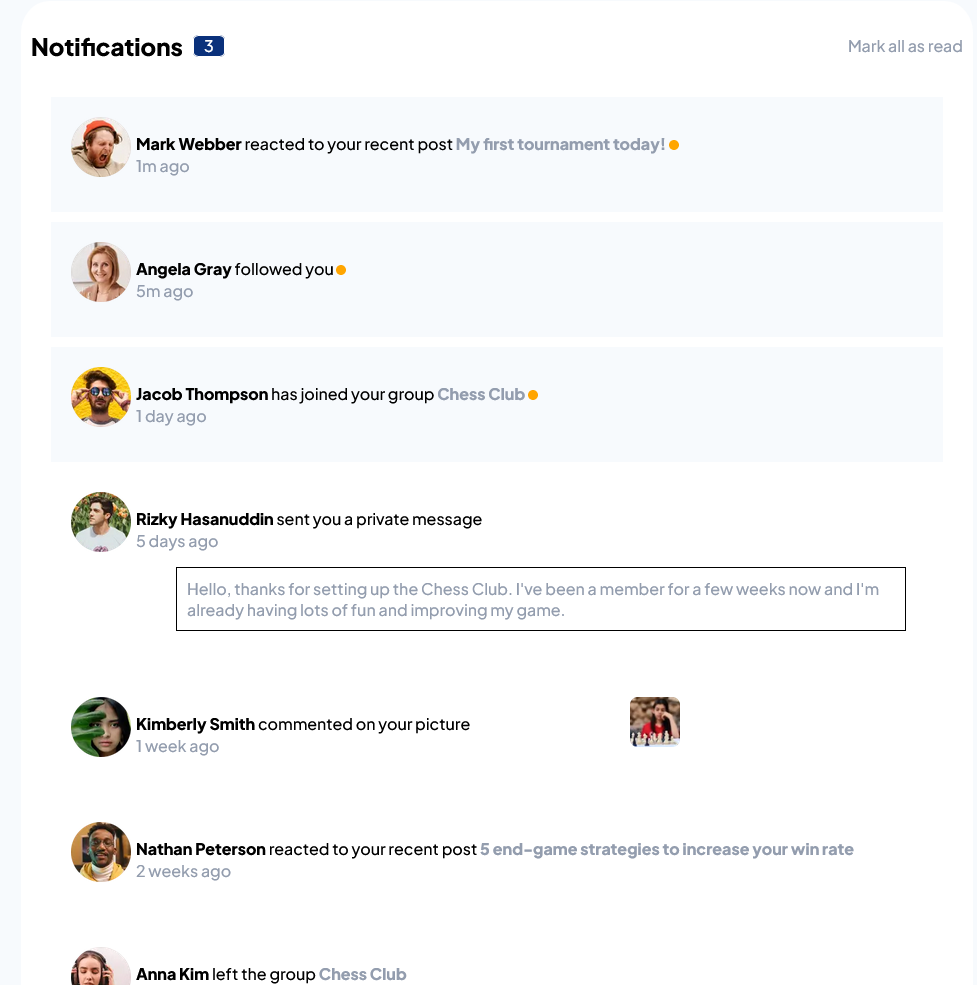 Notifications 3 Mark all as read
Mark Webber reacted to your recent post My first tournament today!
1m ago
Angela Gray followed you
5m ago
Jacob Thompson has joined your group Chess Club
1 day ago
Rizky Hasanuddin sent you a private message
5 days ago
Hello, thanks for setting up the Chess Club. I've been a member for a few weeks now and I'm
already having lots of fun and improving my game.
Kimberly Smith commented on your picture
1 week ago
Nathan Peterson reacted to your recent post 5 end-game strategies to increase your win rate
2 weeks ago
Anna Kim left the group Chess Club